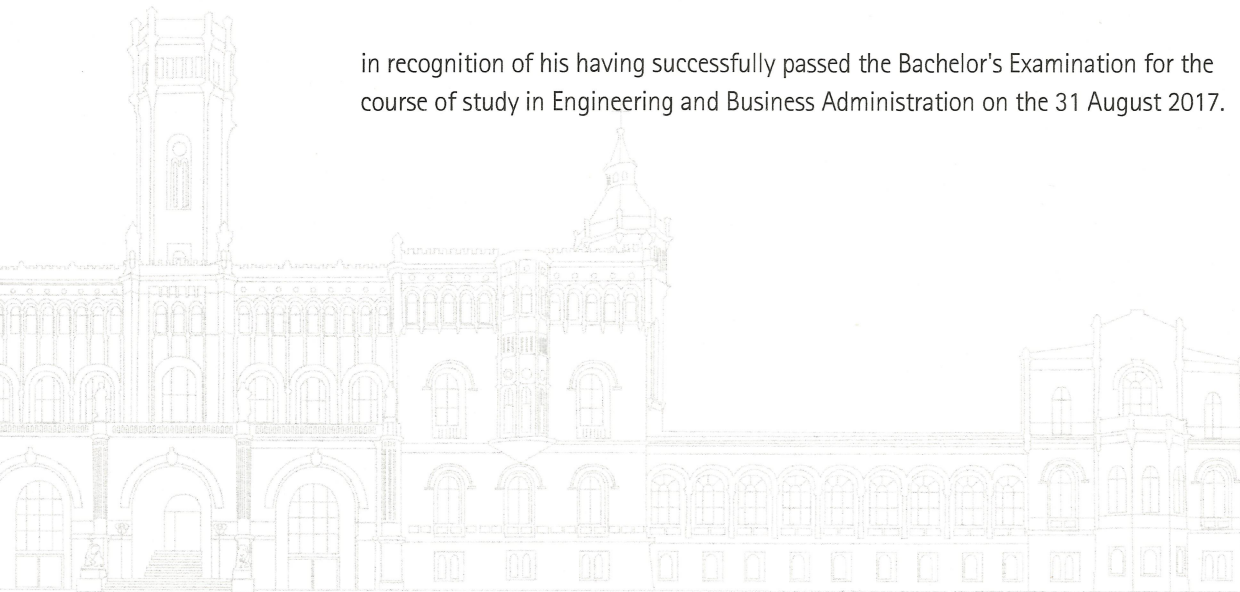 in recognition of his having successfully passed the Bachelor's Examination for the
course of study in Engineering and Business Administration on the 31 August 2017.